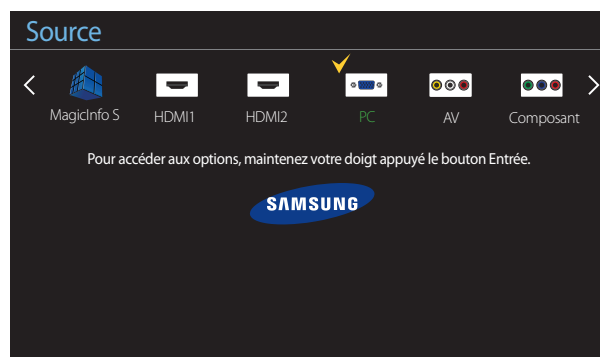 Source
MagicInfo S HDMI1 HDMI2 PC AV Composant
Pour accéder aux options, maintenez votre doigt appuyé le bouton Entrée.
SAMSUNG